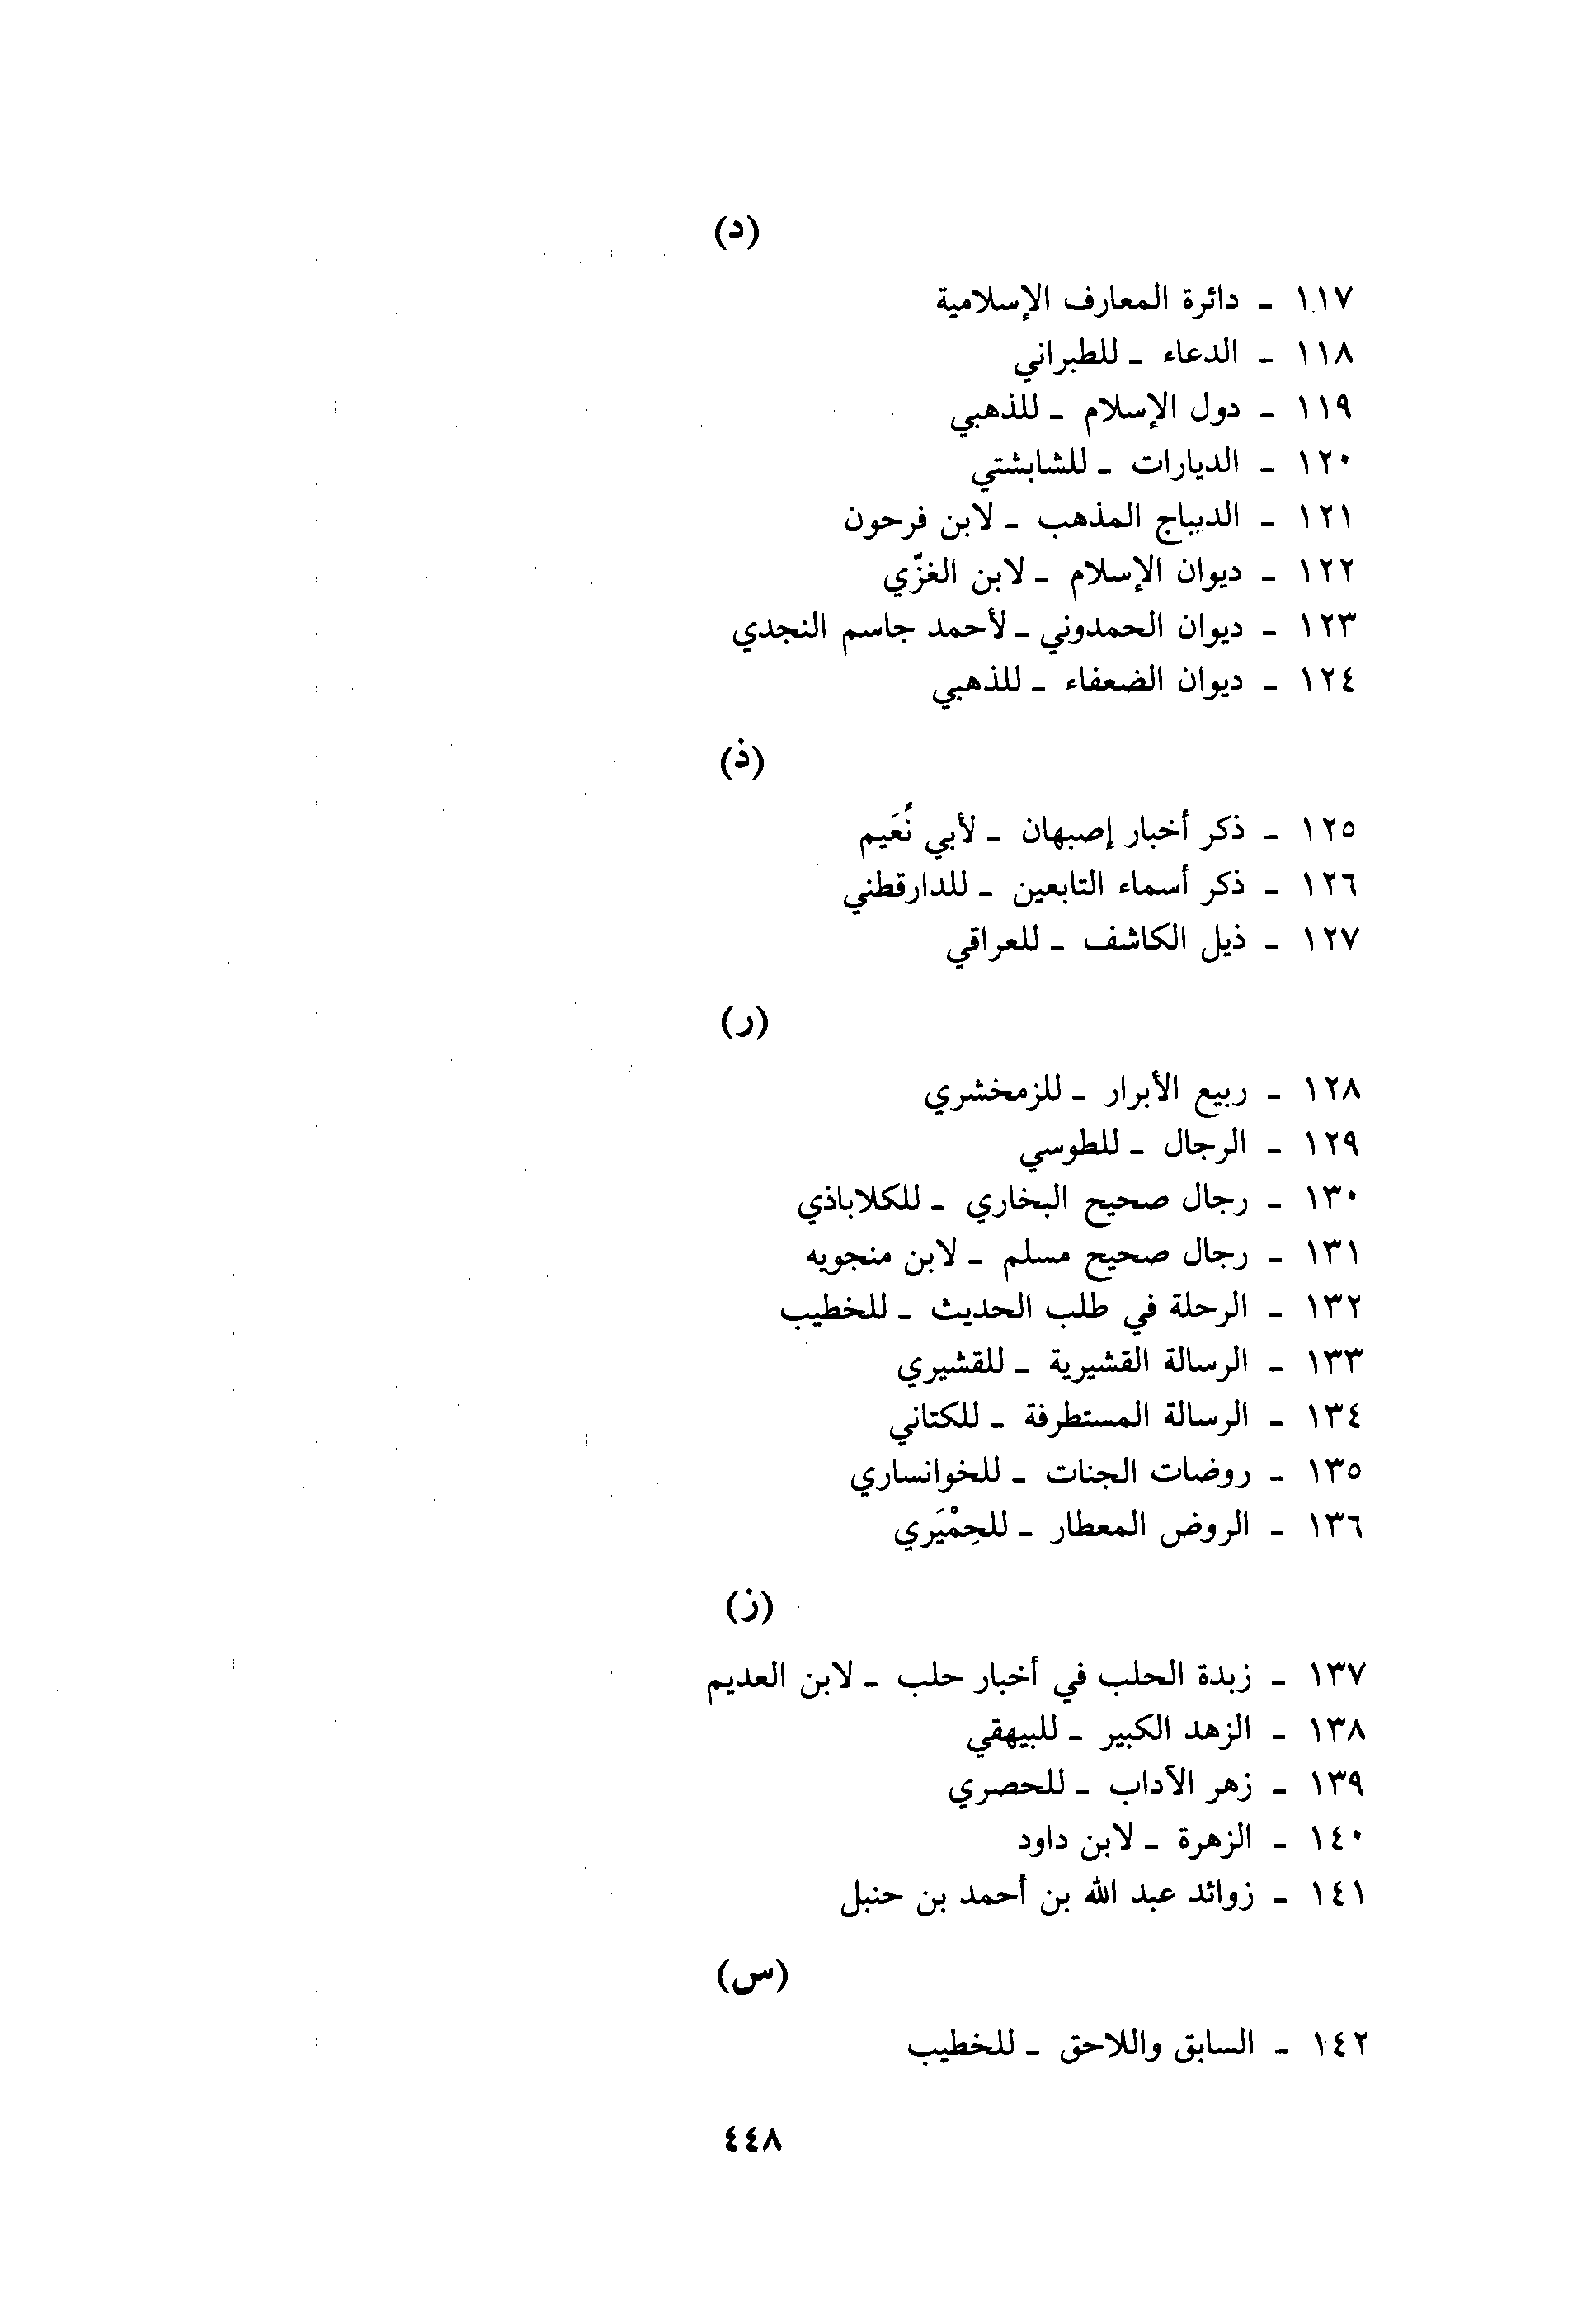 (د)
١١٧ - دائرة المعارف الإسلامية
١١٨ - الدعاء - للطبراني
١١٩ - دول الإسلام - للذهبي
١٢٠ - الديارات - للشابشتي
١٢١ - الديباج المذهب - لابن فرحون
١٢٢ - ديوان الإسلام - لابن الغزّي
١٢٣ - ديوان الحمدوني - لأحمد جاسم النجدي
١٢٤ - ديوان الضعفاء - للذهبي
(ذ)
١٢٥ - ذكر أخبار إصبهان - لأبي نُعَيم
١٢٦ - ذكر أسماء التابعين - للدارقطني
١٢٧ - ذيل الكاشف - للعراقي
(ر)
١٢٨ - ربيع الأبرار - للزمخشري
١٢٩ - الرجال - للطوسي
١٣٠ - رجال صحيح البخاري - للكلاباذي
١٣١ - رجال صحيح مسلم - لابن منجويه
١٣٢ - الرحلة في طلب الحديث - للخطيب
١٣٣ - الرسالة القشيرية - للقشيري
١٣٤ - الرسالة المستطرفة - للكتاني
١٣٥ - روضات الجنات - للخوانساري
١٣٦ - الروض المعطار - للحِمْيَري
(ز)
١٣٧ - زبدة الحلب في أخبار حلب - لابن العديم
١٣٨ - الزهد الكبير - للبيهقي
١٣٩ - زهر الآداب - للحصري
١٤٠ - الزهرة - لابن داود
١٤١ - زوائد عبد الله بن أحمد بن حنبل
(س)
١٤٢ - السابق واللاحق - للخطيب
٤٤٨